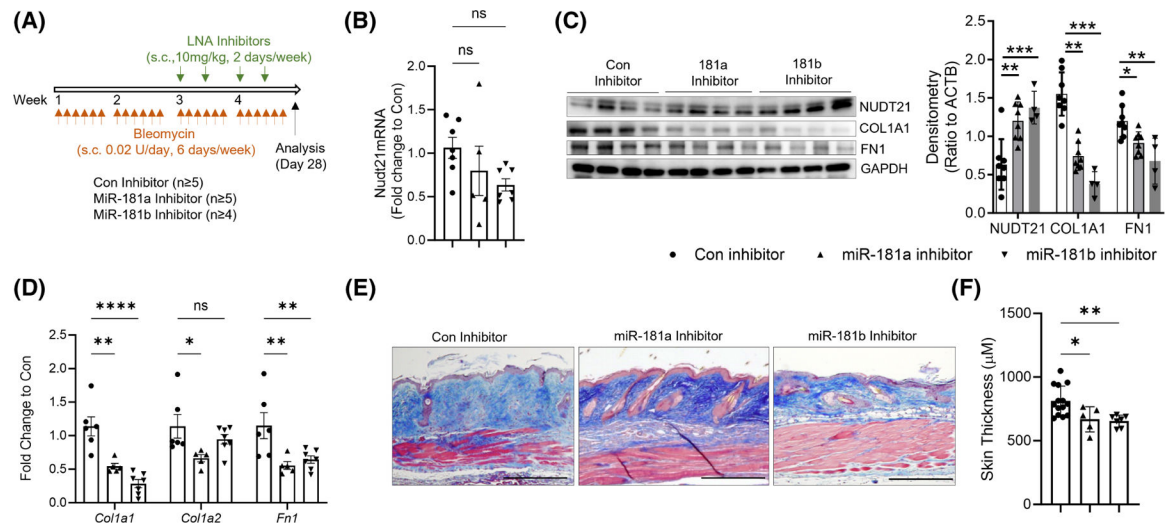 (A)
LNA Inhibitors
(s.c.,10mg/kg, 2 days/week)
Week
1
2
3
4
Bleomycin
(s.c. 0.02 U/day, 6 days/week)
Analysis
(Day 28)
Con Inhibitor (n≥5)
MiR-181a Inhibitor (n≥5)
MiR-181b Inhibitor (n≥4)
(B)
ns
ns
Nudt21mRNA
(Fold change to Con)
2.0
1.5
1.0
0.5
0.0
(C)
Con
Inhibitor
181a
Inhibitor
181b
Inhibitor
NUDT21
COL1A1
FN1
GAPDH
Densitometry
(Ratio to ACTB)
2.5
2.0
1.5
1.0
0.5
0.0
***
**
***
**
**
*
NUDT21 COL1A1 FN1
Con inhibitor
miR-181a inhibitor
miR-181b inhibitor
(D)
Fold Change to Con
2.5
2.0
1.5
1.0
0.5
0.0
****
**
ns
*
**
**
Col1a1 Col1a2 Fn1
(E)
Con Inhibitor
miR-181a Inhibitor
miR-181b Inhibitor
(F)
Skin Thickness (μM)
1500
1000
500
0
**
*